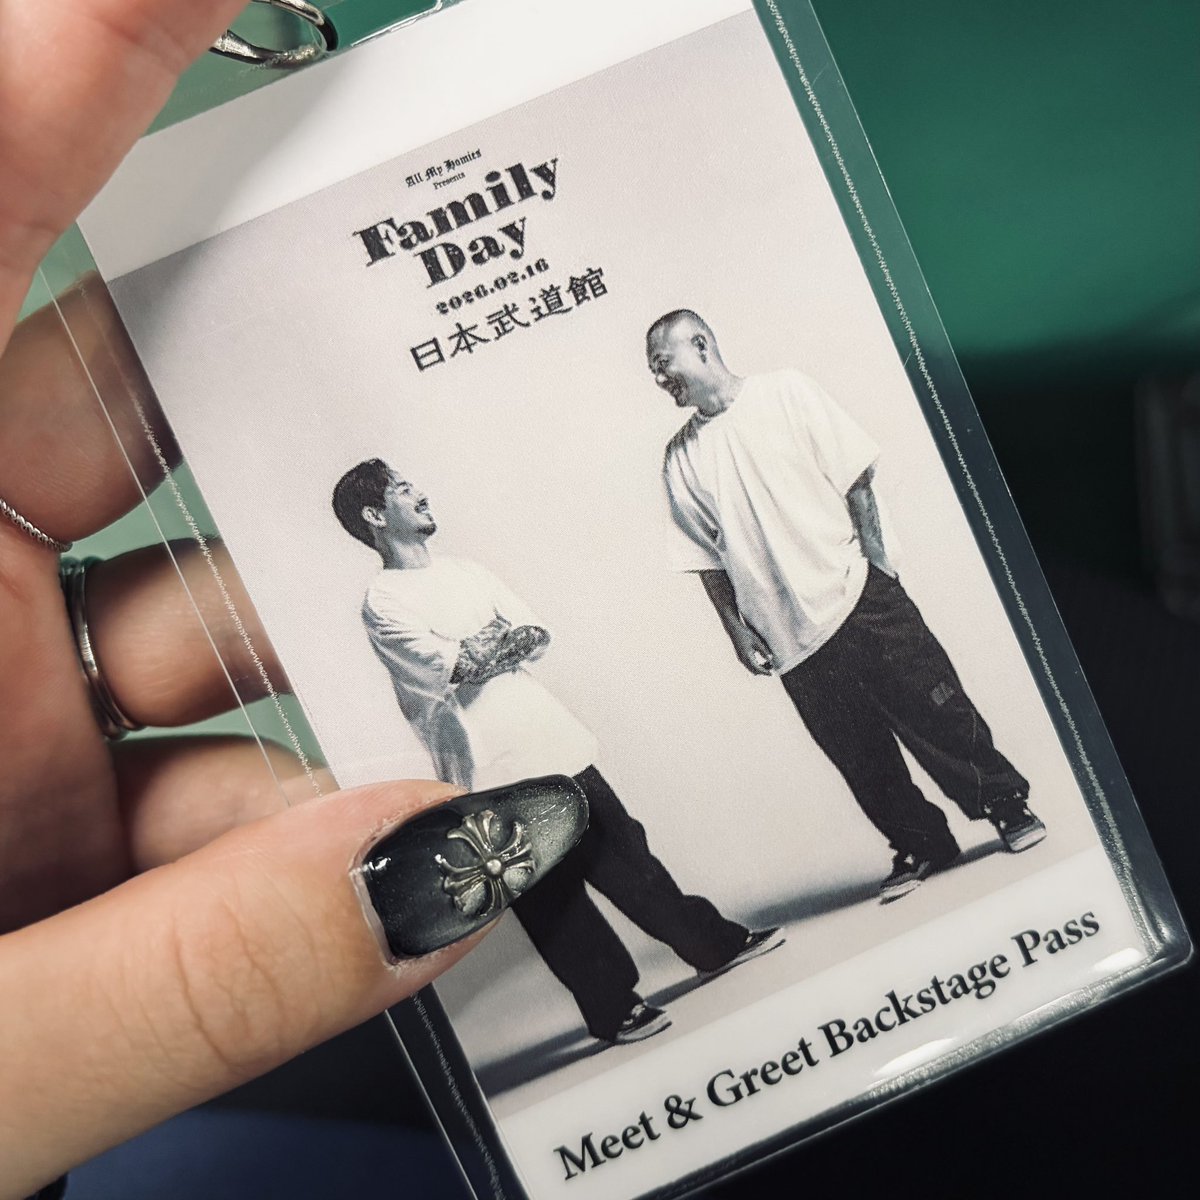 All My Homies
Presents
Family
Day
2026.02.16
日本武道館
Meet & Greet Backstage Pass